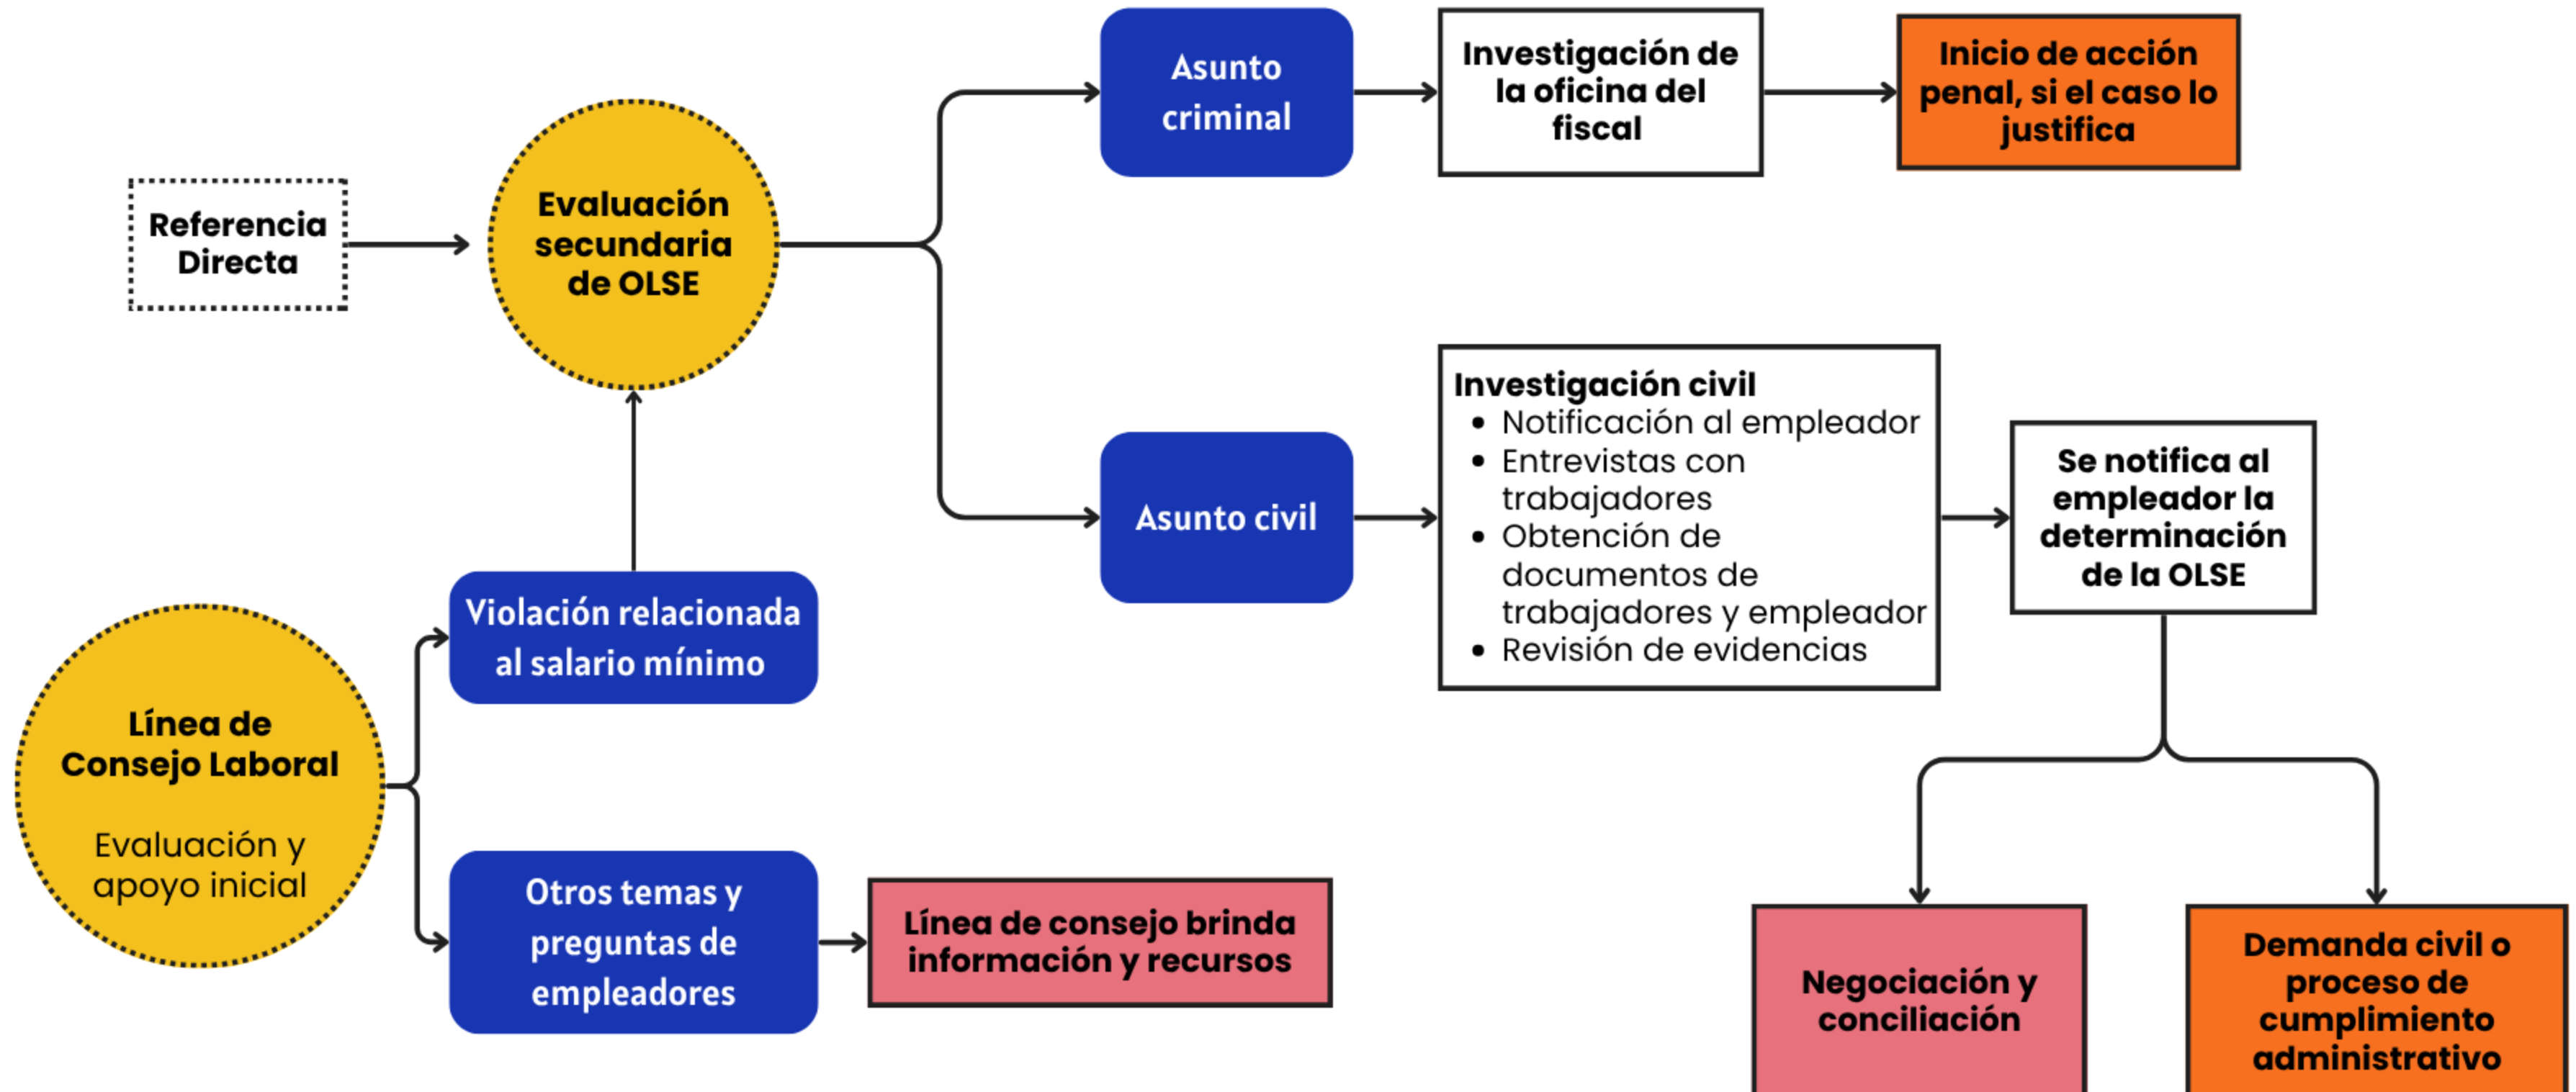 Referencia
Directa
Evaluación
secundaria
de OLSE
Asunto
criminal
Investigación de
la oficina del
fiscal
Inicio de acción
penal, si el caso lo
justifica
Asunto civil
Investigación civil
• Notificación al empleador
• Entrevistas con
trabajadores
• Obtención de
documentos de
trabajadores y empleador
• Revisión de evidencias
Se notifica al
empleador la
determinación
de la OLSE
Línea de
Consejo Laboral
Evaluación y
apoyo inicial
Violación relacionada
al salario mínimo
Otros temas y
preguntas de
empleadores
Línea de consejo brinda
información y recursos
Negociación y
conciliación
Demanda civil o
proceso de
cumplimiento
administrativo